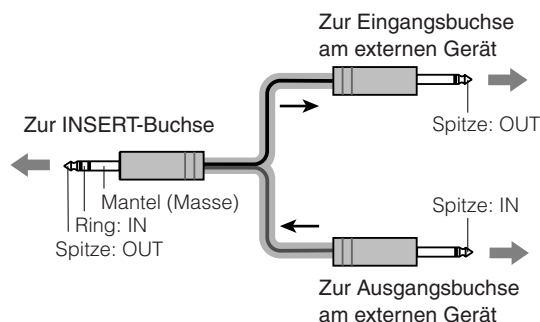 Zur Eingangsbuchse
am externen Gerät
Spitze: OUT
Zur INSERT-Buchse
Mantel (Masse)
Ring: IN
Spitze: OUT
Spitze: IN
Zur Ausgangsbuchse
am externen Gerät